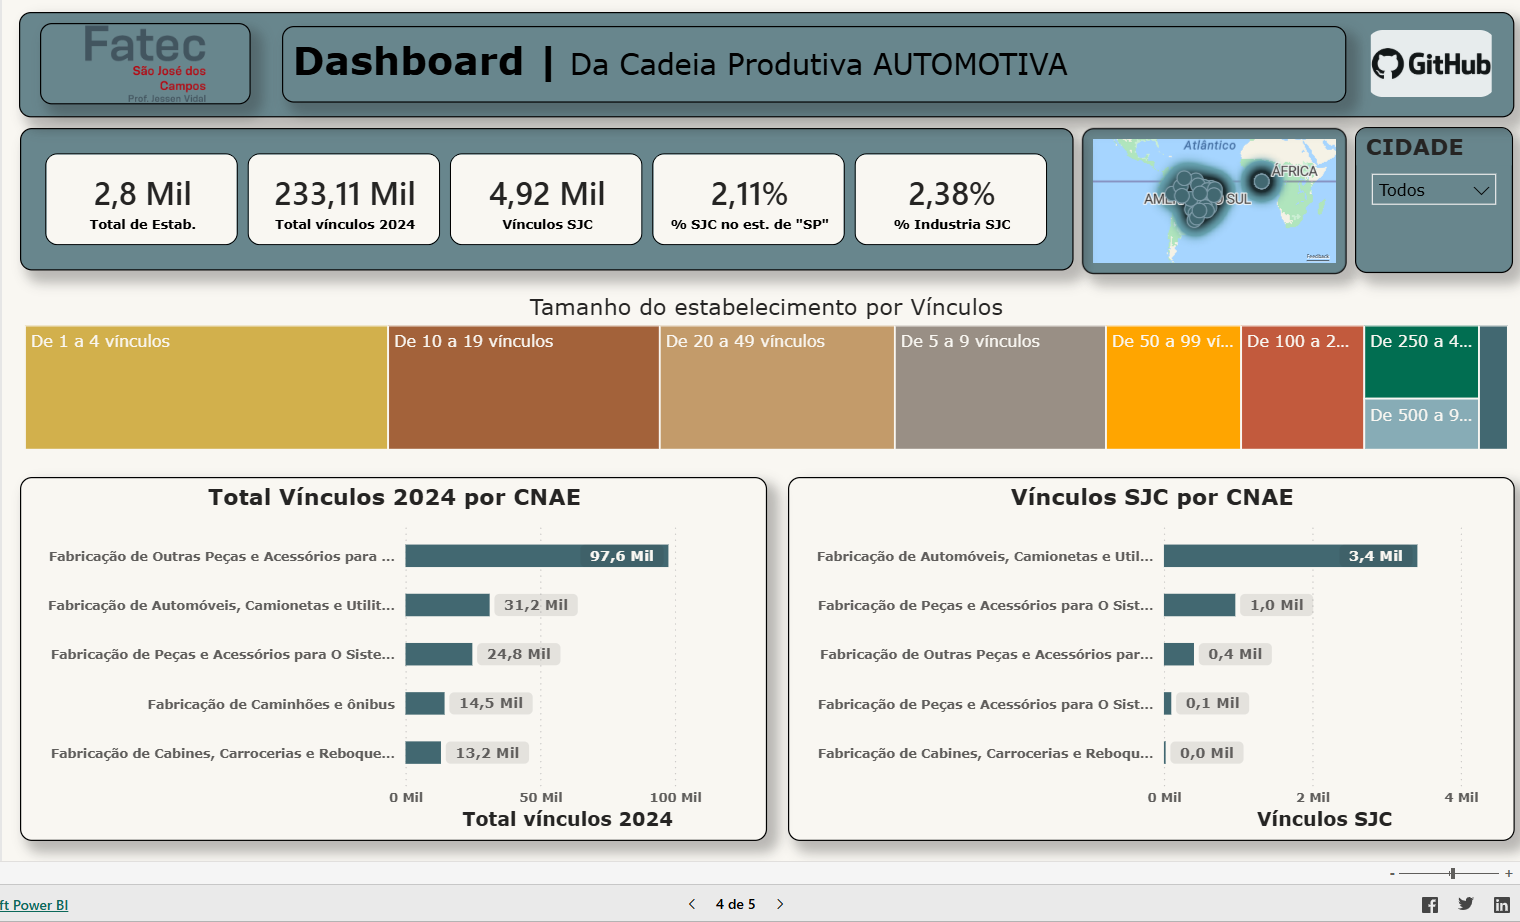 Fatec
São José dos
Campos
Prof. Jessen Vidal
Dashboard | Da Cadeia Produtiva AUTOMOTIVA
GitHub
2,8 Mil
Total de Estab.
233,11 Mil
Total vínculos 2024
4,92 Mil
Vínculos SJC
2,11%
% SJC no est. de "SP"
2,38%
% Industria SJC
Atlântico
ÁFRICA
SUL
Feedback
CIDADE
Todos
Tamanho do estabelecimento por Vínculos
De 1 a 4 vínculos
De 10 a 19 vínculos
De 20 a 49 vínculos
De 5 a 9 vínculos
De 50 a 99 ví...
De 100 a 2...
De 250 a 4...
De 500 a 9...
Total Vínculos 2024 por CNAE
Fabricação de Outras Peças e Acessórios para ...
97,6 Mil
Fabricação de Automóveis, Camionetas e Utilit...
31,2 Mil
Fabricação de Peças e Acessórios para O Siste...
24,8 Mil
Fabricação de Caminhões e ônibus
14,5 Mil
Fabricação de Cabines, Carrocerias e Reboque...
13,2 Mil
0 Mil
50 Mil
100 Mil
Total vínculos 2024
Vínculos SJC por CNAE
Fabricação de Automóveis, Camionetas e Util...
3,4 Mil
Fabricação de Peças e Acessórios para O Sist...
1,0 Mil
Fabricação de Outras Peças e Acessórios par...
0,4 Mil
Fabricação de Peças e Acessórios para O Sist...
0,1 Mil
Fabricação de Cabines, Carrocerias e Reboqu...
0,0 Mil
0 Mil
2 Mil
4 Mil
Vínculos SJC
- +
ft Power BI
4 de 5